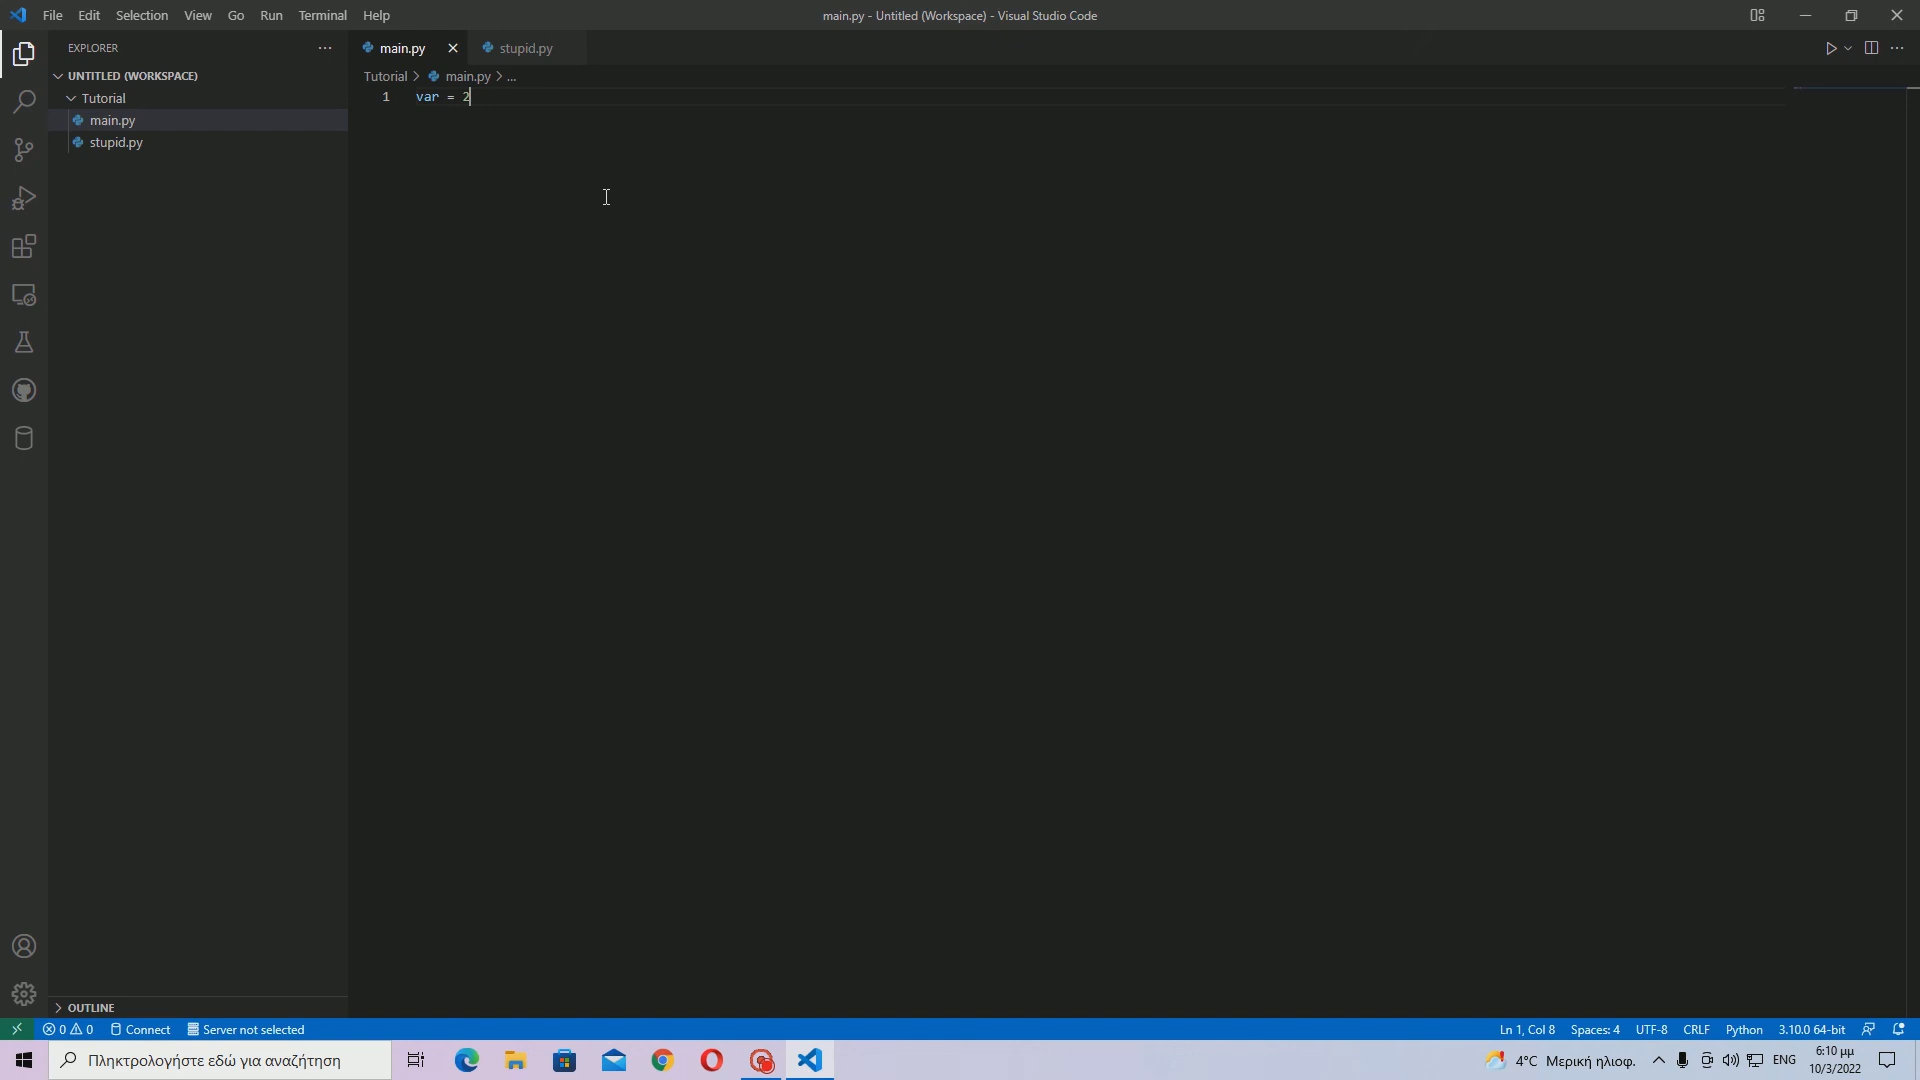 File Edit Selection View Go Run Terminal Help
main.py - Untitled (Workspace) - Visual Studio Code
EXPLORER
main.py
stupid.py
UNTITLED (WORKSPACE)
Tutorial
main.py
stupid.py
Tutorial > main.py > ...
1 var = 2
OUTLINE
0 0 Connect Server not selected
Ln 1, Col 8 Spaces: 4 UTF-8 CRLF Python 3.10.0 64-bit
Πληκτρολογήστε εδώ για αναζήτηση
4°C Μερική ηλιοφ.
ENG
6:10 μμ
10/3/2022